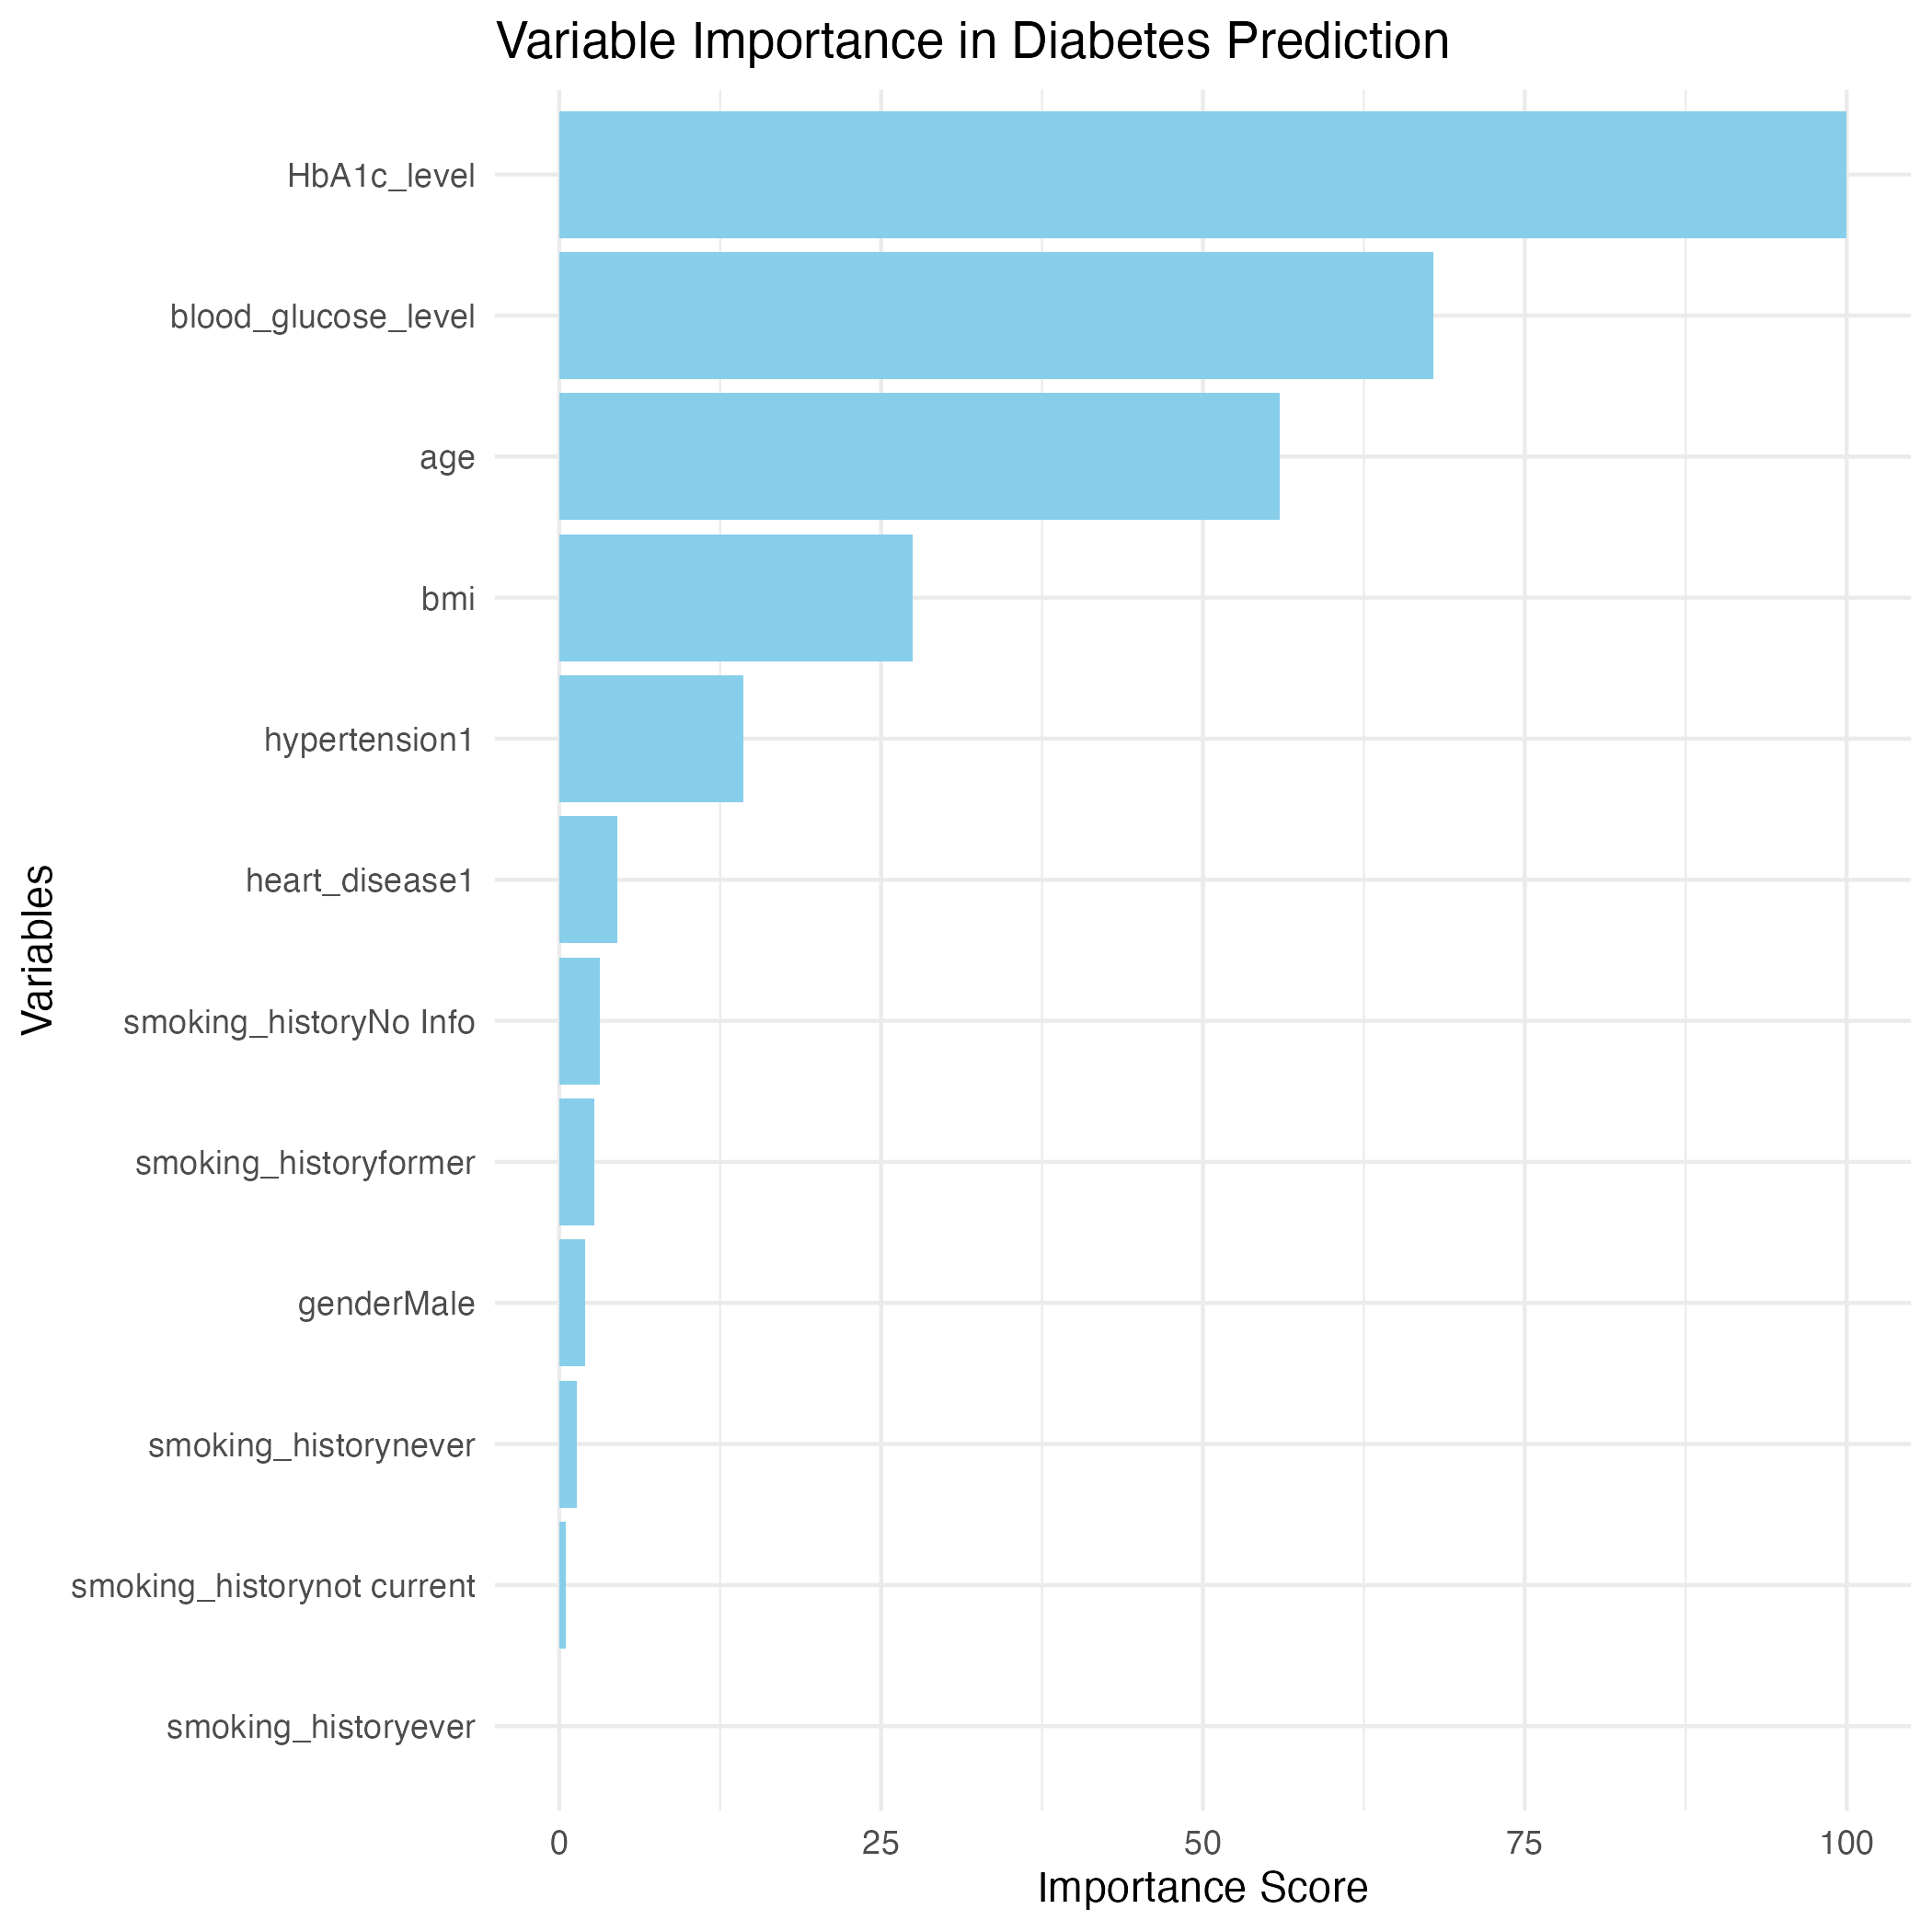 Variable Importance in Diabetes Prediction
HbA1c_level
blood_glucose_level
age
bmi
hypertension1
heart_disease1
smoking_historyNo Info
smoking_historyformer
genderMale
smoking_historynever
smoking_historynot current
smoking_historyever
Variables
0 25 50 75 100
Importance Score